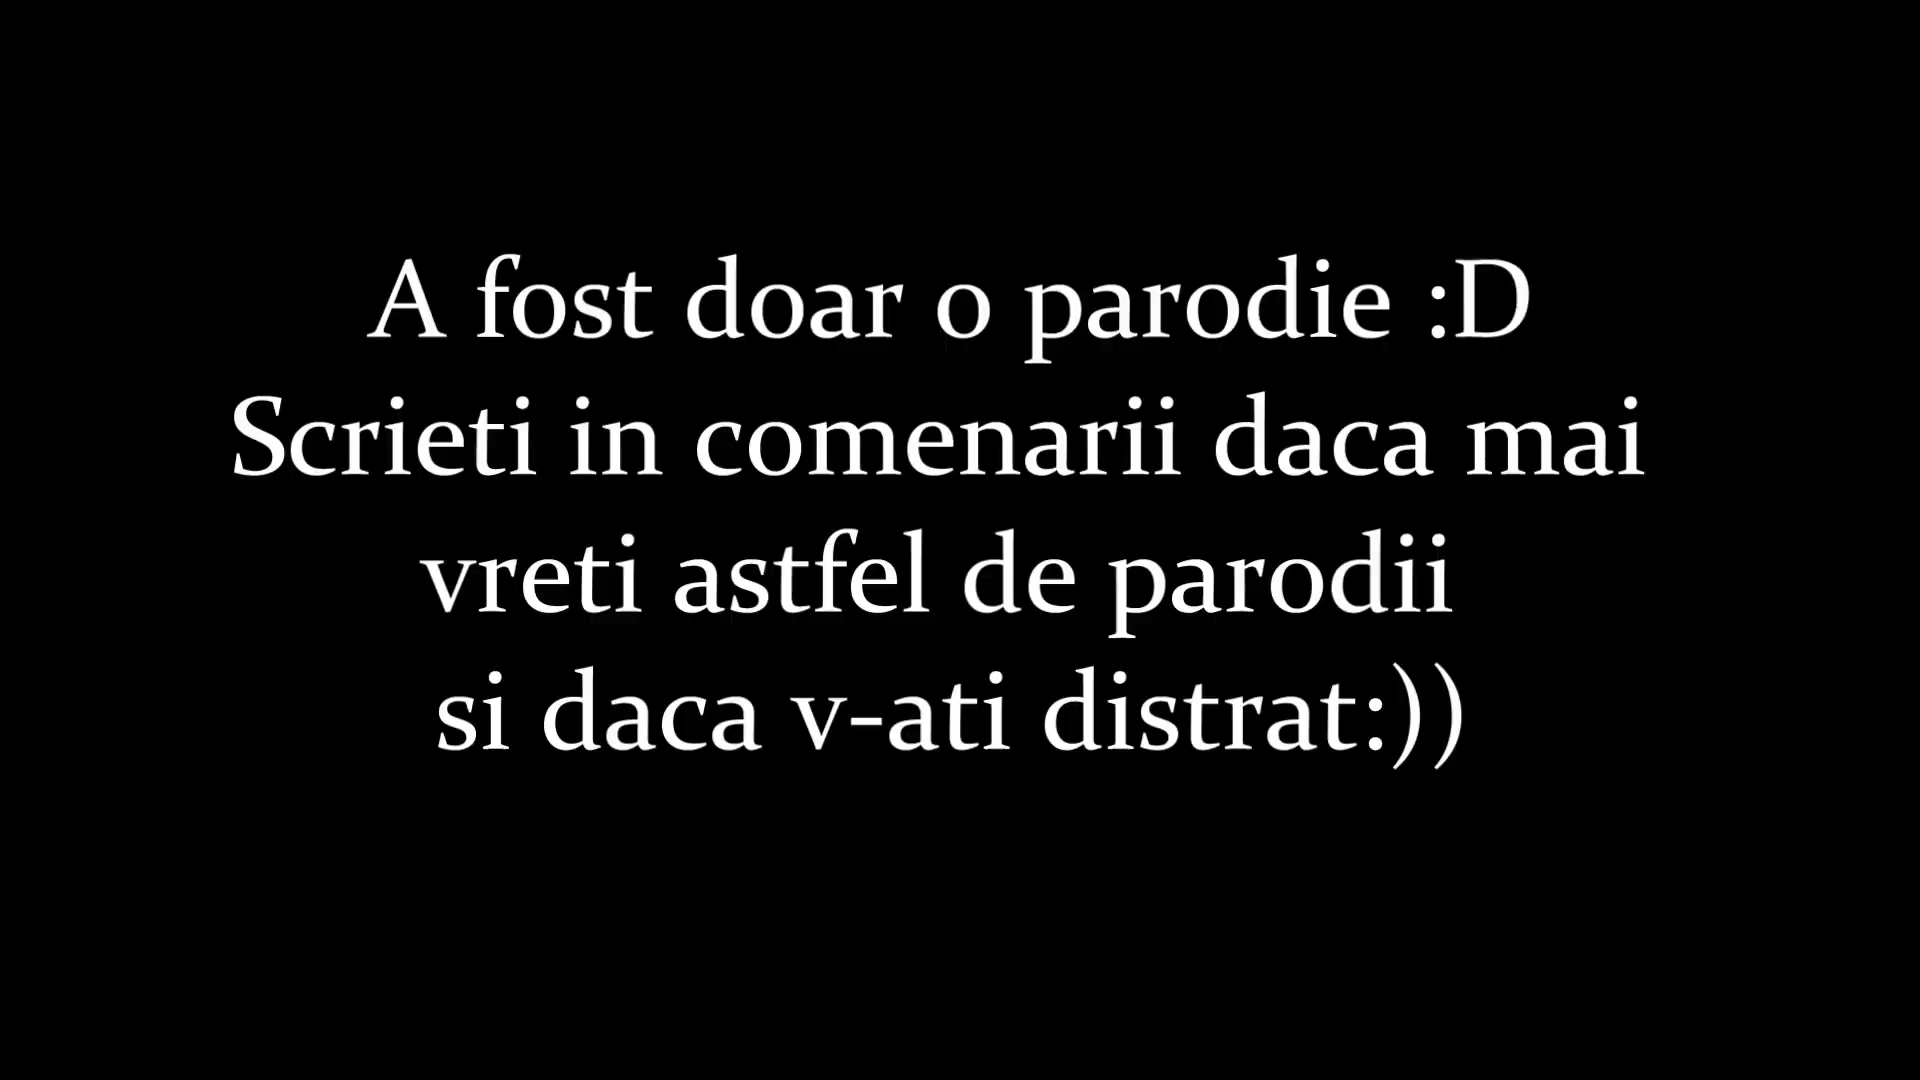 A fost doar o parodie :D
Scrieti in comenarii daca mai
vreti astfel de parodii
si daca v-ati distrat:))